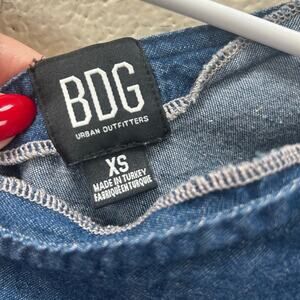 BDG
URBAN OUTFITTERS
XS
MADE IN TURKEY
FABRIQUÉ EN TURQUIE